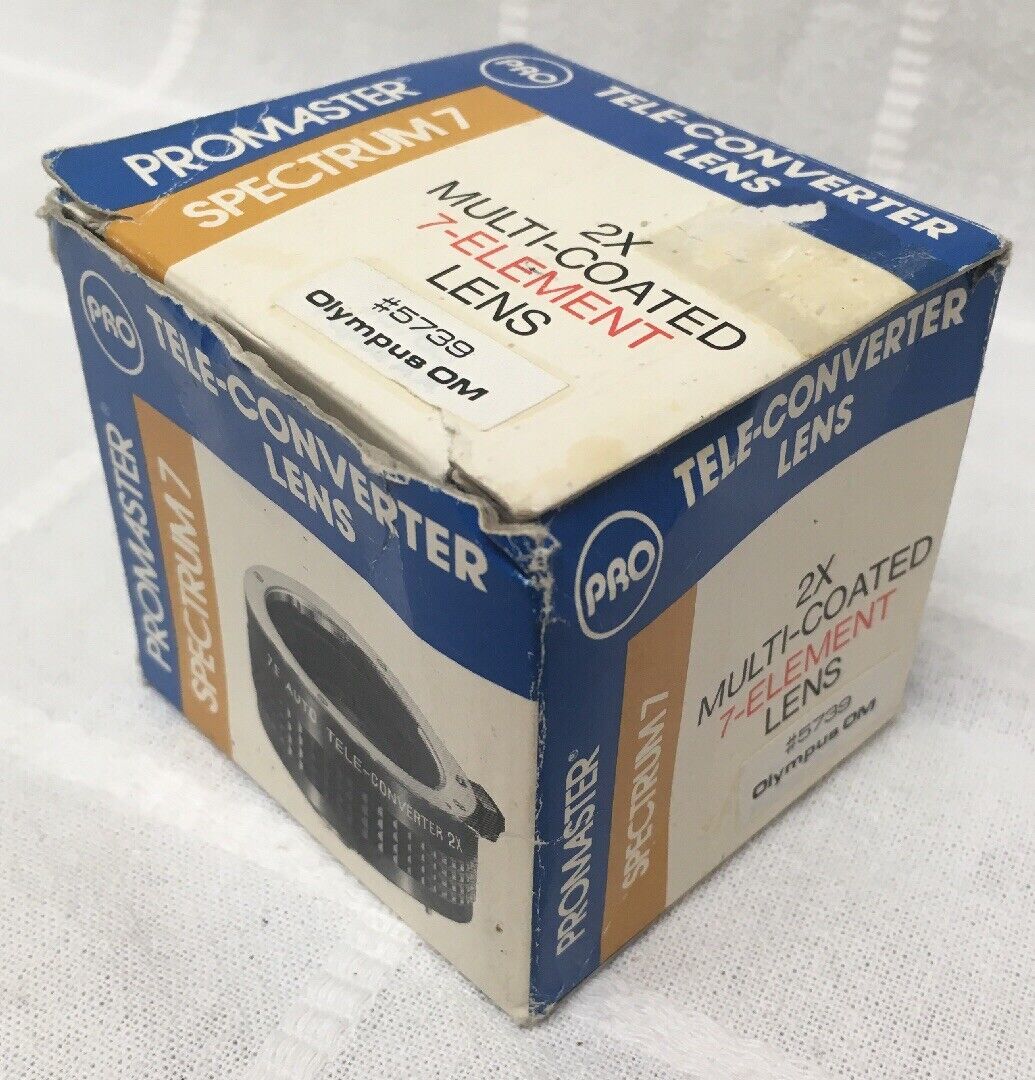 PROMASTER®
SPECTRUM 7
PRO
TELE-CONVERTER
LENS
2X
MULTI-COATED
7-ELEMENT
LENS
#5739
Olympus OM
PRO
TELE-CONVERTER
LENS
PROMASTER®
SPECTRUM 7
7E AUTO TELE-CONVERTER 2X
PRO
TELE-CONVERTER
LENS
PROMASTER®
SPECTRUM 7
2X
MULTI-COATED
7-ELEMENT
LENS
#5739
Olympus OM